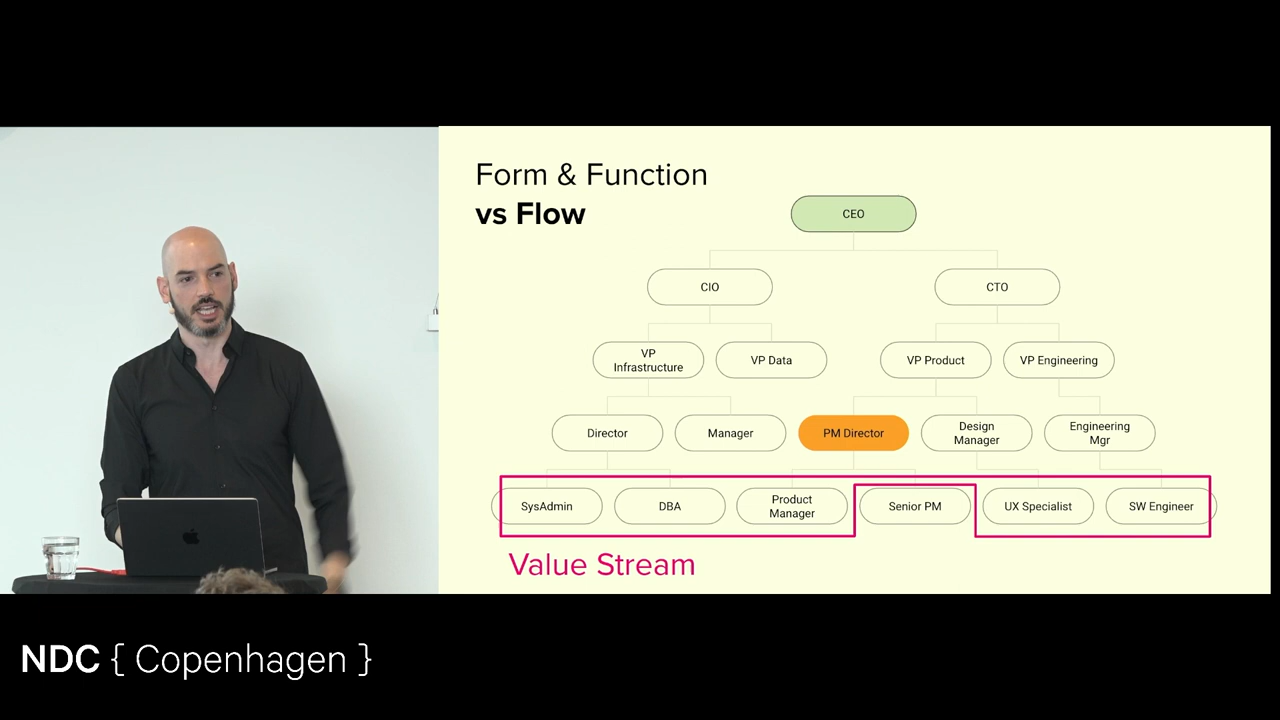 Form & Function
vs Flow
CEO
CIO
CTO
VP
Infrastructure
VP Data
VP Product
VP Engineering
Director
Manager
PM Director
Design
Manager
Engineering
Mgr
SysAdmin
DBA
Product
Manager
Senior PM
UX Specialist
SW Engineer
Value Stream
NDC { Copenhagen }